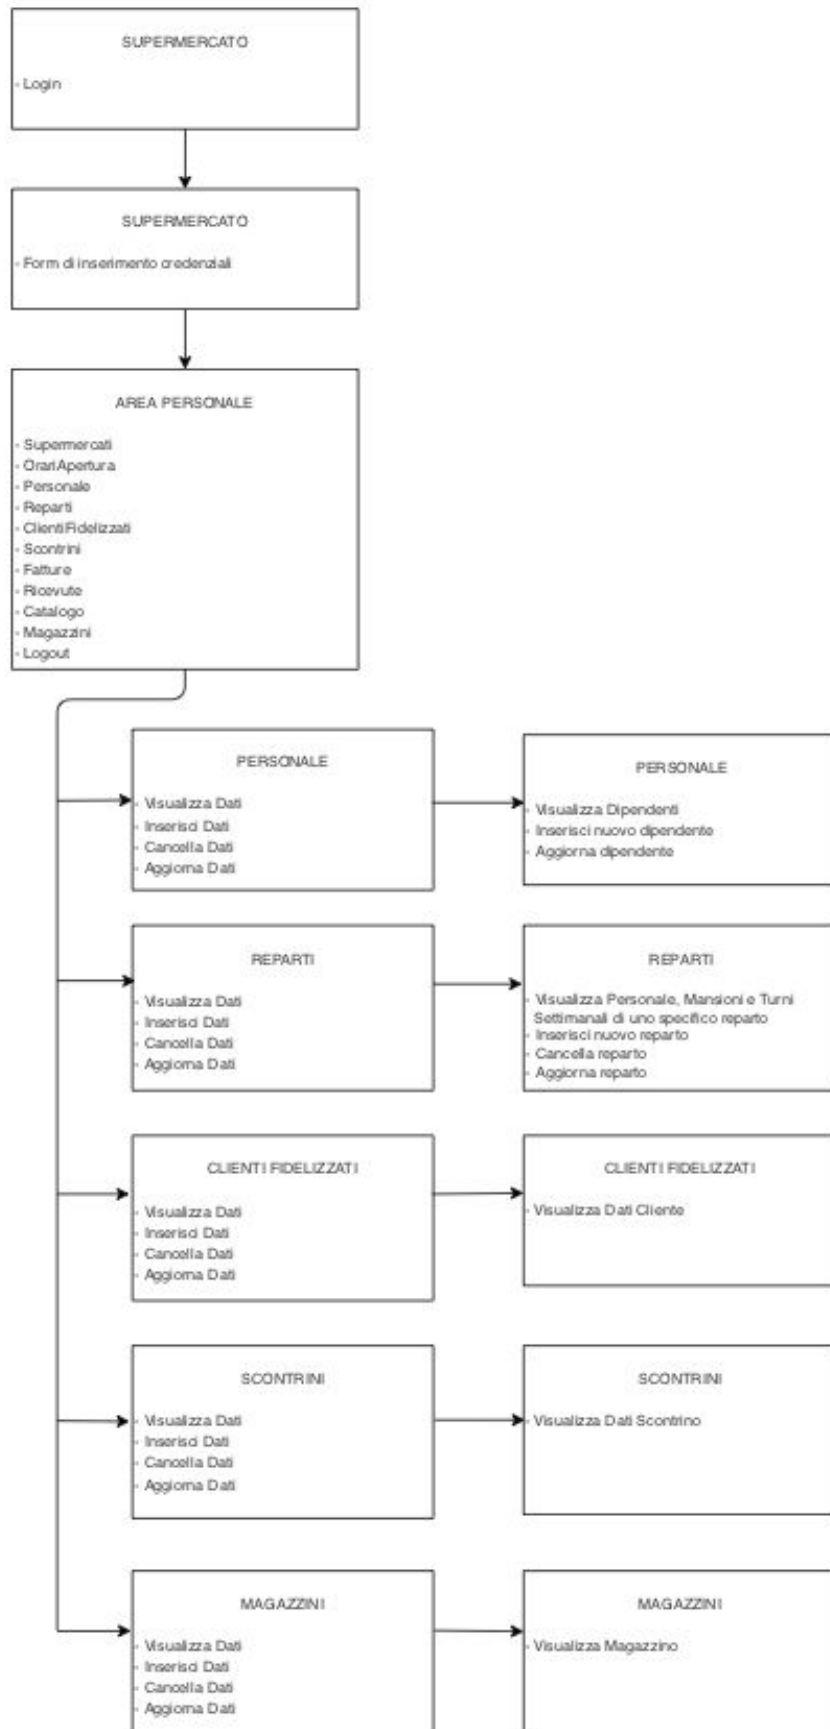 SUPERMERCATO
- Login
SUPERMERCATO
- Form di inserimento credenziali
AREA PERSONALE
- Supermercati
- OrariApertura
- Personale
- Reparti
- ClientiFidelizzati
- Scontrini
- Fatture
- Ricevute
- Catalogo
- Magazzini
- Logout
PERSONALE
- Visualizza Dati
- Inserisci Dati
- Cancella Dati
- Aggiorna Dati
PERSONALE
- Visualizza Dipendenti
- Inserisci nuovo dipendente
- Aggiorna dipendente
REPARTI
- Visualizza Dati
- Inserisci Dati
- Cancella Dati
- Aggiorna Dati
REPARTI
- Visualizza Personale, Mansioni e Turni
Settimanali di uno specifico reparto
- Inserisci nuovo reparto
- Cancella reparto
- Aggiorna reparto
CLIENTI FIDELIZZATI
- Visualizza Dati
- Inserisci Dati
- Cancella Dati
- Aggiorna Dati
CLIENTI FIDELIZZATI
- Visualizza Dati Cliente
SCONTRINI
- Visualizza Dati
- Inserisci Dati
- Cancella Dati
- Aggiorna Dati
SCONTRINI
- Visualizza Dati Scontrino
MAGAZZINI
- Visualizza Dati
- Inserisci Dati
- Cancella Dati
- Aggiorna Dati
MAGAZZINI
- Visualizza Magazzino